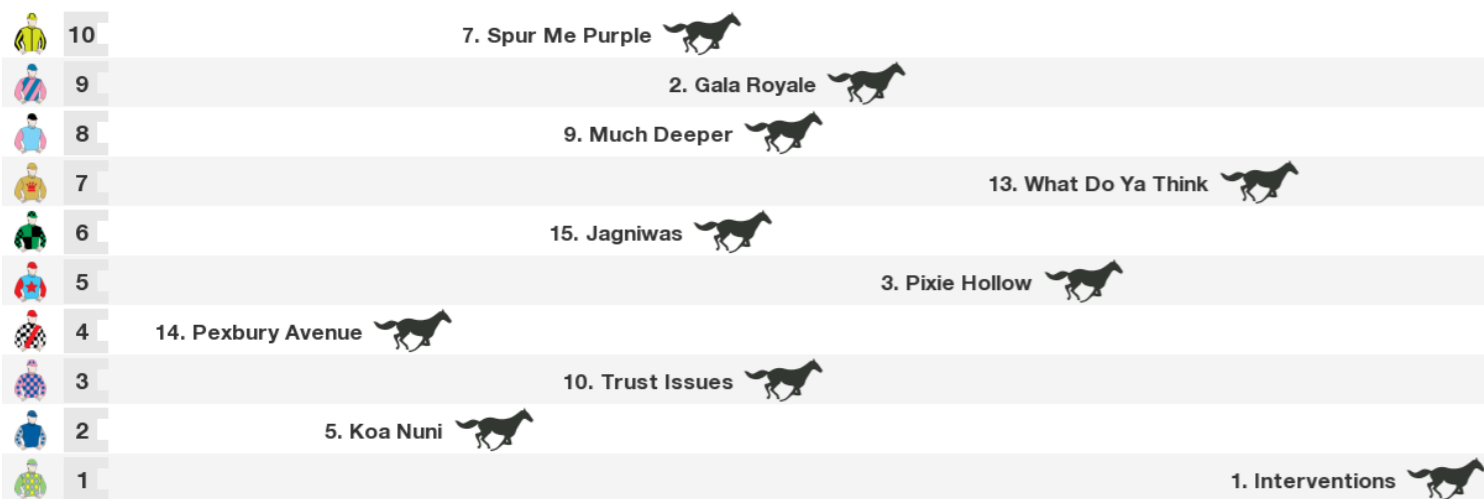 10 7. Spur Me Purple
9 2. Gala Royale
8 9. Much Deeper
7 13. What Do Ya Think
6 15. Jagniwas
5 3. Pixie Hollow
4 14. Pexbury Avenue
3 10. Trust Issues
2 5. Koa Nuni
1 1. Interventions